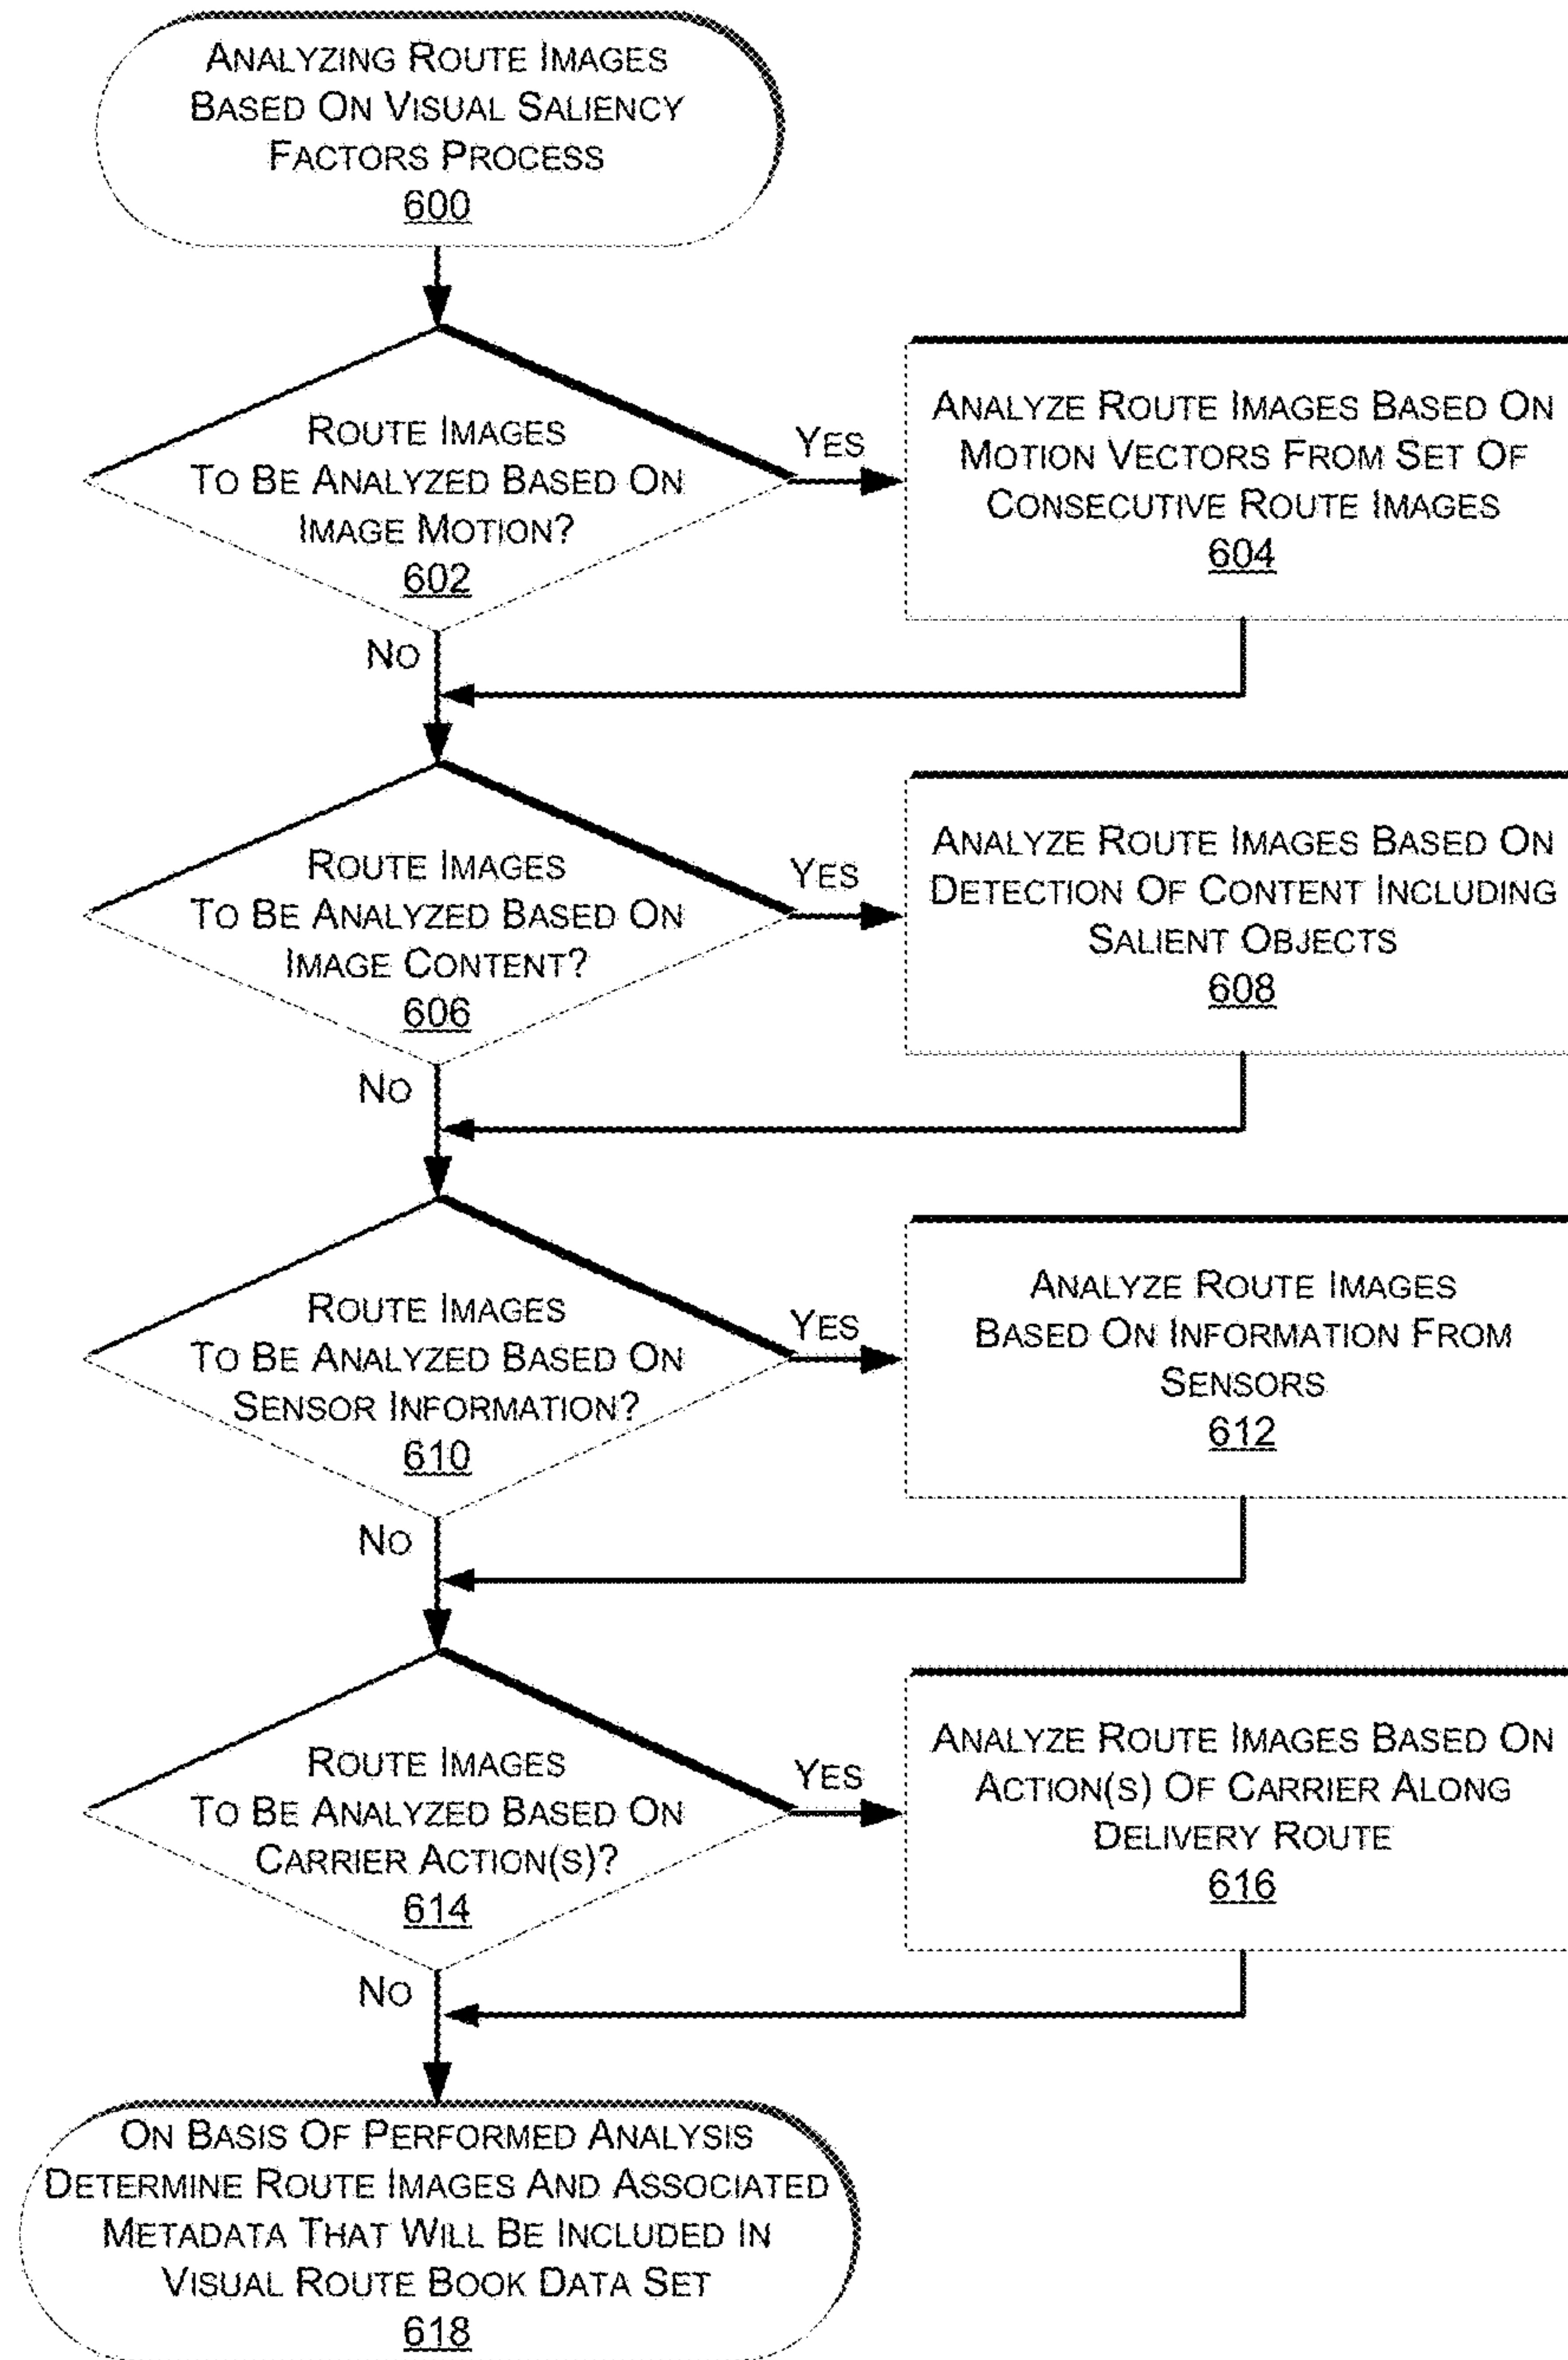 ANALYZING ROUTE IMAGES
BASED ON VISUAL SALIENCY
FACTORS PROCESS
600
ROUTE IMAGES
TO BE ANALYZED BASED ON
IMAGE MOTION?
602
YES
ANALYZE ROUTE IMAGES BASED ON
MOTION VECTORS FROM SET OF
CONSECUTIVE ROUTE IMAGES
604
NO
ROUTE IMAGES
TO BE ANALYZED BASED ON
IMAGE CONTENT?
606
YES
ANALYZE ROUTE IMAGES BASED ON
DETECTION OF CONTENT INCLUDING
SALIENT OBJECTS
608
NO
ROUTE IMAGES
TO BE ANALYZED BASED ON
SENSOR INFORMATION?
610
YES
ANALYZE ROUTE IMAGES
BASED ON INFORMATION FROM
SENSORS
612
NO
ROUTE IMAGES
TO BE ANALYZED BASED ON
CARRIER ACTION(S)?
614
YES
ANALYZE ROUTE IMAGES BASED ON
ACTION(S) OF CARRIER ALONG
DELIVERY ROUTE
616
NO
ON BASIS OF PERFORMED ANALYSIS
DETERMINE ROUTE IMAGES AND ASSOCIATED
METADATA THAT WILL BE INCLUDED IN
VISUAL ROUTE BOOK DATA SET
618